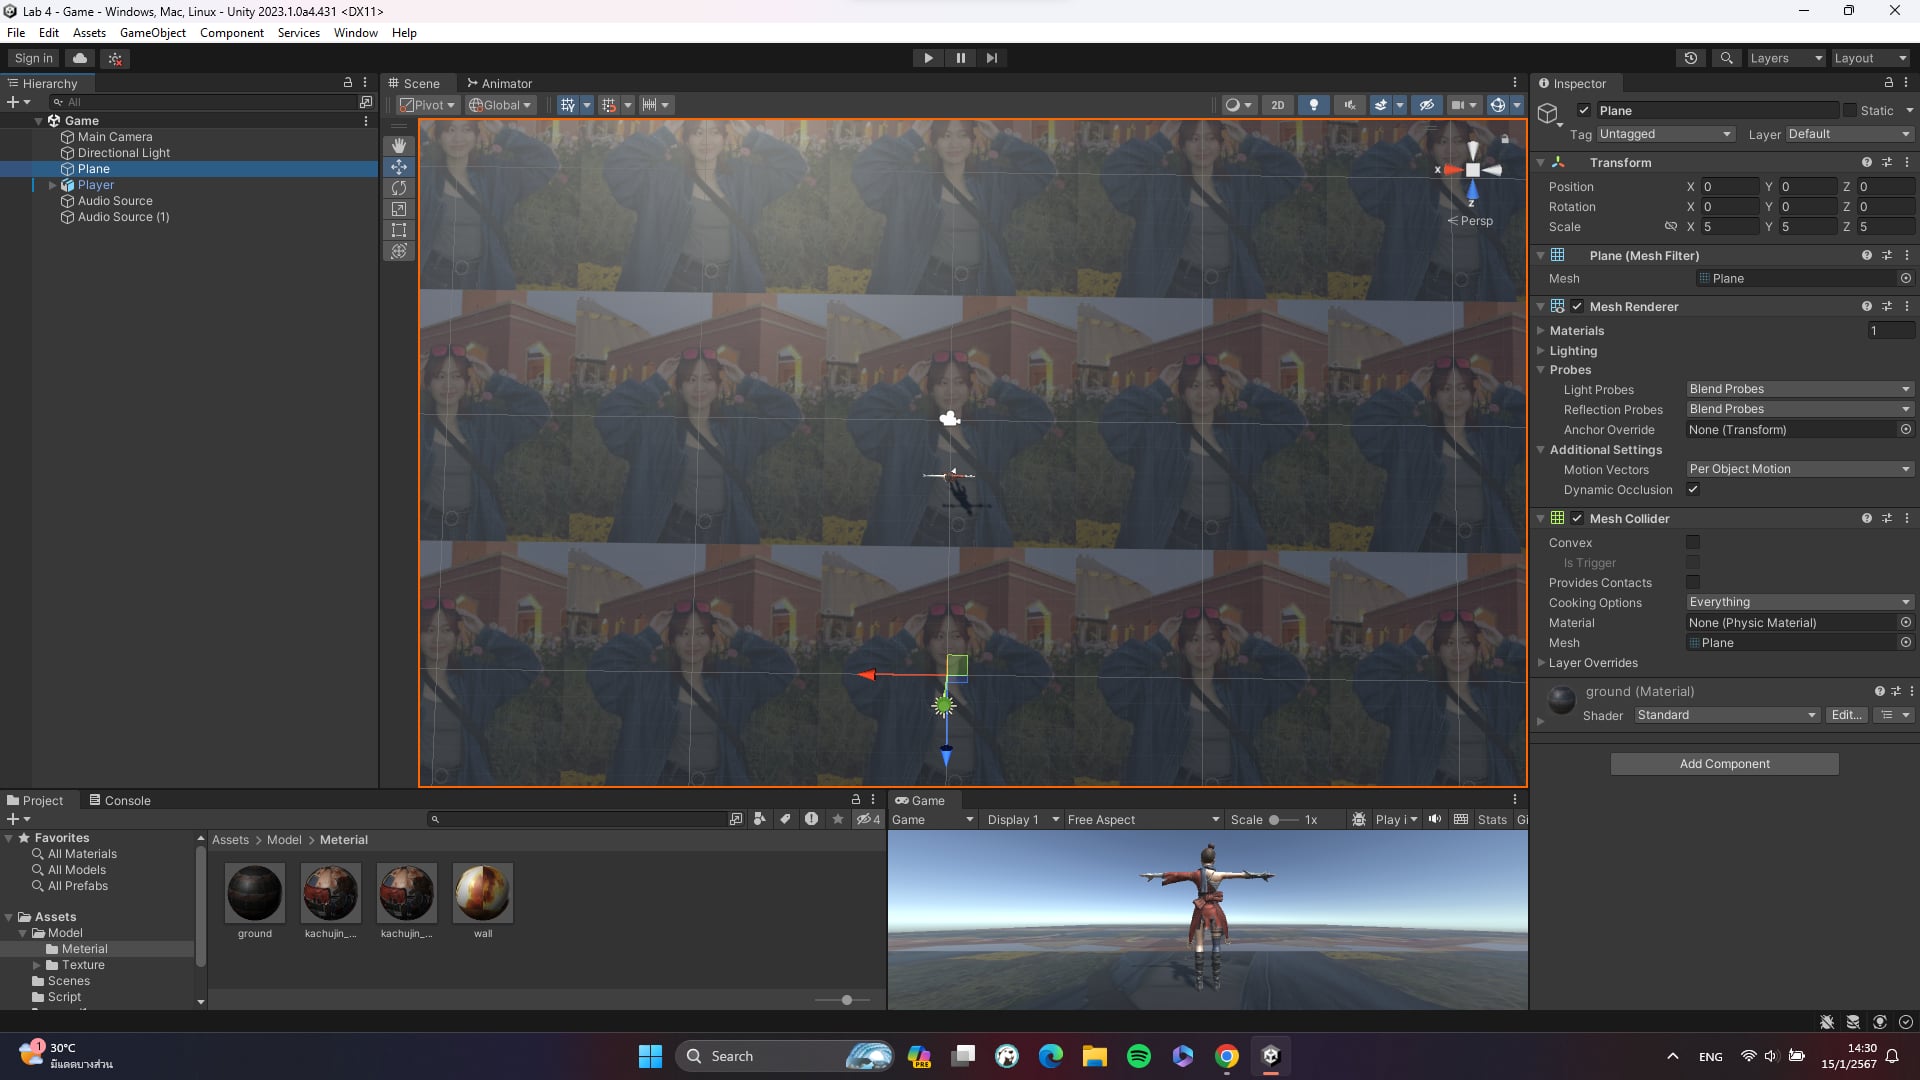 Lab 4 - Game - Windows, Mac, Linux - Unity 2023.1.0a4.431 <DX11>
File Edit Assets GameObject Component Services Window Help
Sign in
Layers
Layout
Hierarchy
All
Game
Main Camera
Directional Light
Plane
Player
Audio Source
Audio Source (1)
Scene
Animator
Pivot
Global
2D
x
z
Persp
Inspector
Plane
Static
Tag Untagged Layer Default
Transform
Position X 0 Y 0 Z 0
Rotation X 0 Y 0 Z 0
Scale X 5 Y 5 Z 5
Plane (Mesh Filter)
Mesh Plane
Mesh Renderer
Materials 1
Lighting
Probes
Light Probes Blend Probes
Reflection Probes Blend Probes
Anchor Override None (Transform)
Additional Settings
Motion Vectors Per Object Motion
Dynamic Occlusion
Mesh Collider
Convex
Is Trigger
Provides Contacts
Cooking Options Everything
Material None (Physic Material)
Mesh Plane
Layer Overrides
ground (Material)
Shader Standard Edit...
Add Component
Project
Console
4
Favorites
All Materials
All Models
All Prefabs
Assets
Model
Meterial
Texture
Scenes
Script
Assets > Model > Meterial
ground
kachujin_...
kachujin_...
wall
Game
Game Display 1 Free Aspect Scale 1x Play i Stats Gi
1
30°C
มีแดดบางส่วน
Search
PRE
ENG
14:30
15/1/2567